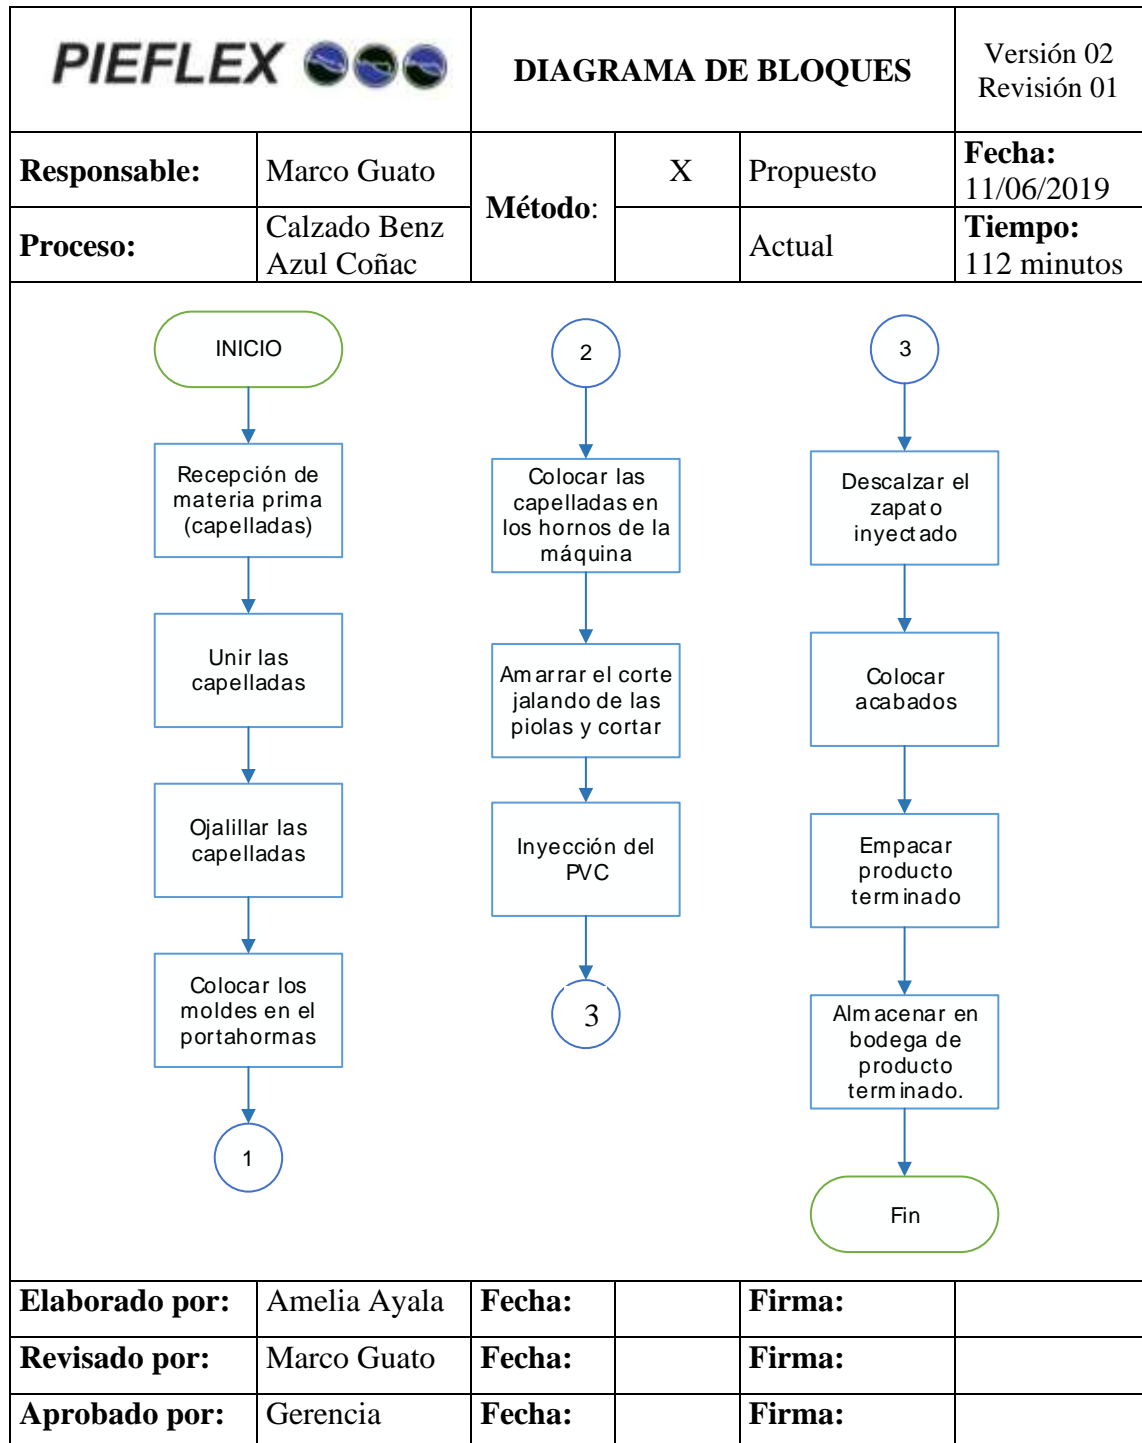 PIEFLEX
DIAGRAMA DE BLOQUES
Versión 02
Revisión 01
Responsable:
Marco Guato
Método:
X
Propuesto
Fecha:
11/06/2019
Proceso:
Calzado Benz
Azul Coñac
Actual
Tiempo:
112 minutos
INICIO
Recepción de
materia prima
(capelladas)
Unir las
capelladas
Ojalillar las
capelladas
Colocar los
moldes en el
portahormas
1
2
Colocar las
capelladas en
los hornos de la
máquina
Amarrar el corte
jalando de las
piolas y cortar
Inyección del
PVC
3
3
Descalzar el
zapato
inyectado
Colocar
acabados
Empacar
producto
terminado
Almacenar en
bodega de
producto
terminado.
Fin
Elaborado por:
Amelia Ayala
Fecha:
Firma:
Revisado por:
Marco Guato
Fecha:
Firma:
Aprobado por:
Gerencia
Fecha:
Firma: